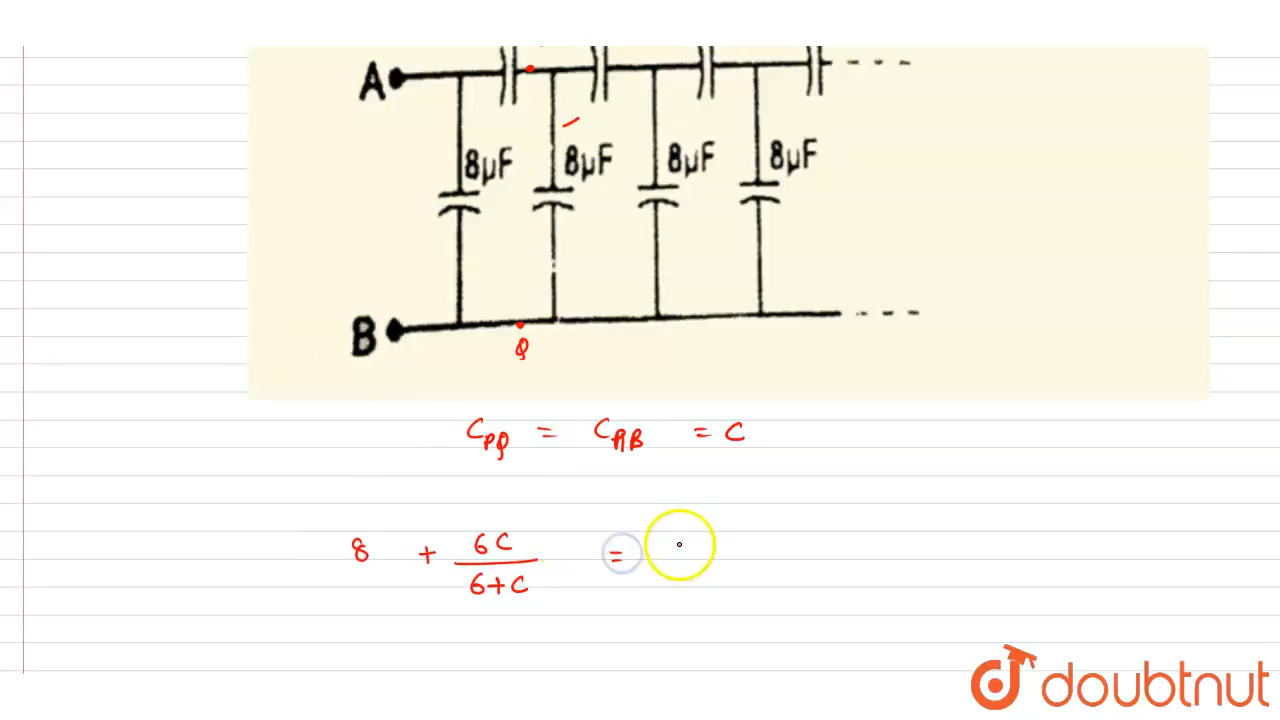 A
8μF 8μF 8μF 8μF
B
Q
C_PQ = C_AB = C
8 + 6C / 6+C =
doubtnut